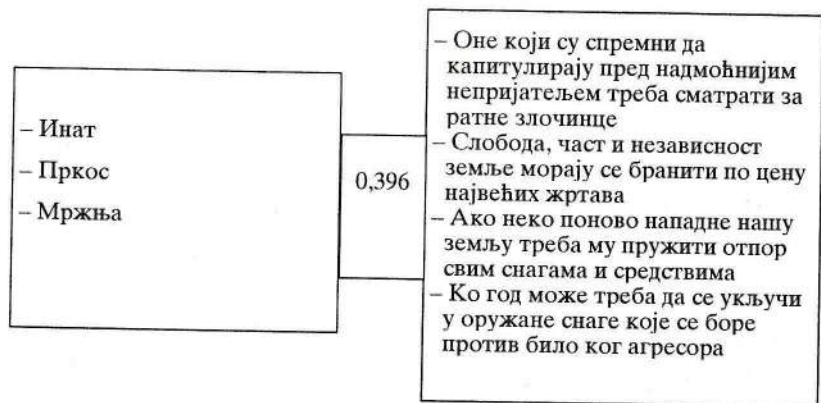 – Инат
– Пркос
– Мржња
0,396
– Оне који су спремни да
капитулирају пред надмоћнијим
непријатељем треба сматрати за
ратне злочинце
– Слобода, част и независност
земље морају се бранити по цену
највећих жртава
– Ако неко поново нападне нашу
земљу треба му пружити отпор
свим снагама и средствима
– Ко год може треба да се укључи
у оружане снаге које се боре
против било ког агресора